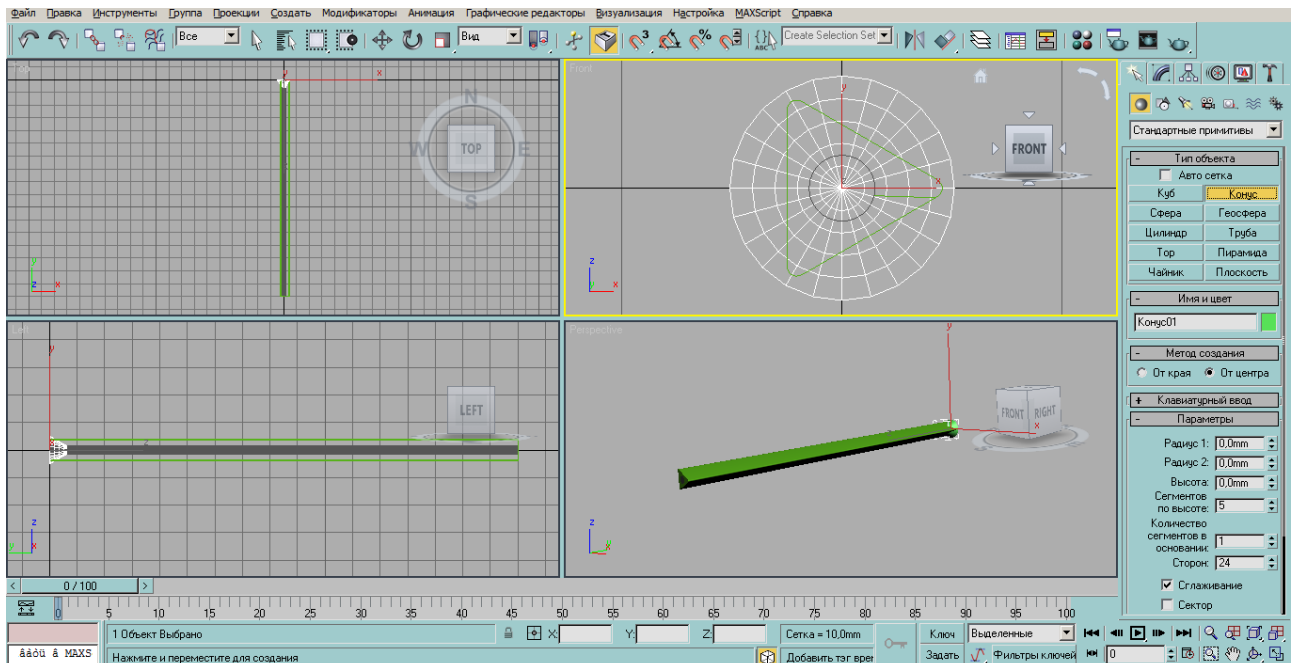 Файл Правка Инструменты Группа Проекции Создать Модификаторы Анимация Графические редакторы Визуализация Настройка MAXScript Справка
Все Вид 3 % ABC Create Selection Set
Top
x
N
W TOP E
S
y
z x
Front
y
FRONT
x
z
z
x
Стандартные примитивы
- Тип объекта
Авто сетка
Куб Конус
Сфера Геосфера
Цилиндр Труба
Тор Пирамида
Чайник Плоскость
- Имя и цвет
Конус01
- Метод создания
От края От центра
+ Клавиатурный ввод
- Параметры
Радиус 1: 0,0mm
Радиус 2: 0,0mm
Высота: 0,0mm
Сегментов
по высоте: 5
Количество
сегментов в
основании: 1
Сторон: 24
Сглаживание
Сектор
Left
y
LEFT
x z
z
y x
Perspective
y
FRONT RIGHT
x
z
y
x
< 0 / 100 >
0 5 10 15 20 25 30 35 40 45 50 55 60 65 70 75 80 85 90 95 100
1 Объект Выбрано X: Y: Z: Сетка = 10,0mm Ключ Выделенные
âàòü â MAXS Нажмите и переместите для создания Добавить тэг врем Задать Фильтры ключей 0